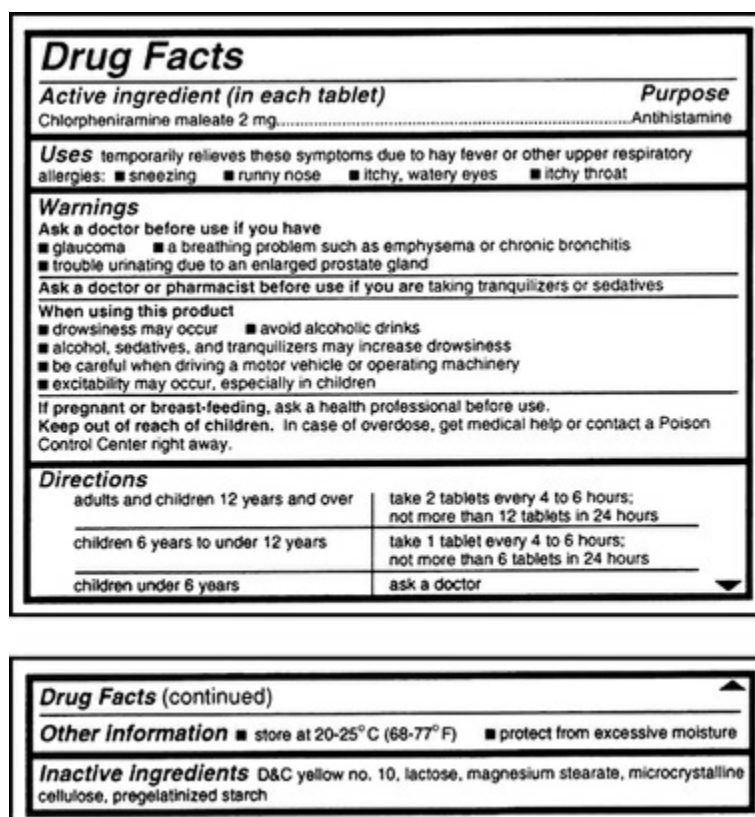 Drug Facts
Active ingredient (in each tablet) Purpose
Chlorpheniramine maleate 2 mg..........................................................................Antihistamine
Uses temporarily relieves these symptoms due to hay fever or other upper respiratory
allergies: ■ sneezing ■ runny nose ■ itchy, watery eyes ■ itchy throat
Warnings
Ask a doctor before use if you have
■ glaucoma ■ a breathing problem such as emphysema or chronic bronchitis
■ trouble urinating due to an enlarged prostate gland
Ask a doctor or pharmacist before use if you are taking tranquilizers or sedatives
When using this product
■ drowsiness may occur ■ avoid alcoholic drinks
■ alcohol, sedatives, and tranquilizers may increase drowsiness
■ be careful when driving a motor vehicle or operating machinery
■ excitability may occur, especially in children
If pregnant or breast-feeding, ask a health professional before use.
Keep out of reach of children. In case of overdose, get medical help or contact a Poison
Control Center right away.
Directions
adults and children 12 years and over take 2 tablets every 4 to 6 hours;
not more than 12 tablets in 24 hours
children 6 years to under 12 years take 1 tablet every 4 to 6 hours;
not more than 6 tablets in 24 hours
children under 6 years ask a doctor
Drug Facts (continued)
Other information ■ store at 20-25°C (68-77°F) ■ protect from excessive moisture
Inactive ingredients D&C yellow no. 10, lactose, magnesium stearate, microcrystalline
cellulose, pregelatinized starch